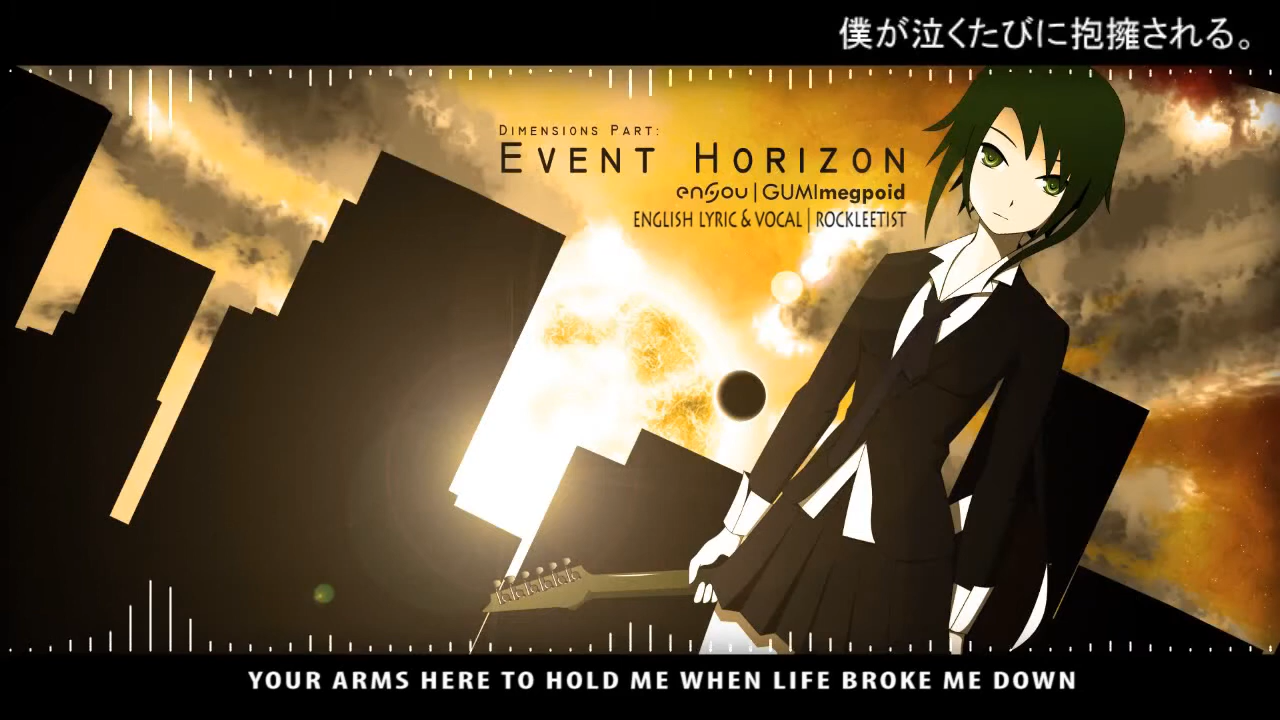 僕が泣くたびに抱擁される。
DIMENSIONS PART:
EVENT HORIZON
ensou | GUMImegpoid
ENGLISH LYRIC & VOCAL | ROCKLEETIST
YOUR ARMS HERE TO HOLD ME WHEN LIFE BROKE ME DOWN